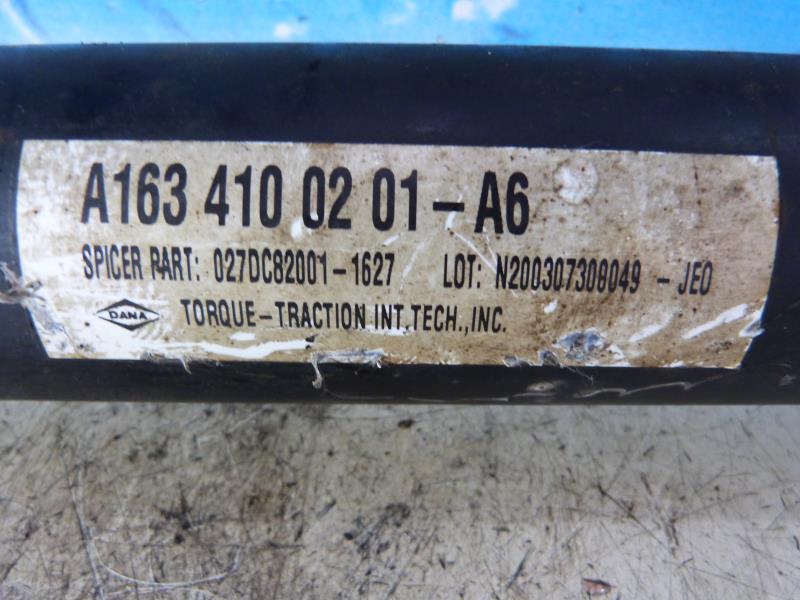 A163 410 02 01-A6
SPICER PART: 027DC82001-1627 LOT: N200307308049 - JEO
DANA TORQUE-TRACTION INT.TECH.,INC.